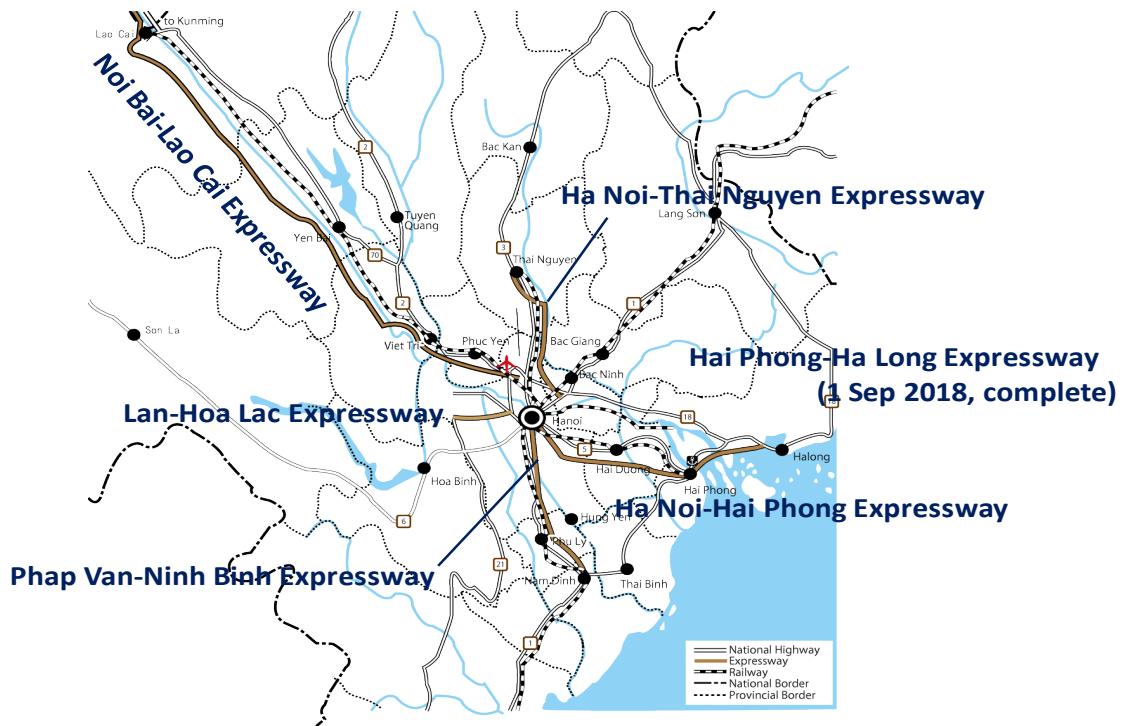 to Kunming
Lao Cai
Noi Bai-Lao Cai Expressway
2
Bac Kan
Ha Noi-Thai Nguyen Expressway
Lang Son
Tuyen
Quang
Yen Bai
3
70
Thai Nguyen
2
1
Son La
Viet Tri
Phuc Yen
Bac Giang
Hai Phong-Ha Long Expressway
(1 Sep 2018, complete)
Bac Ninh
18
Lan-Hoa Lac Expressway
Hanoi
18
5
Halong
Hai Duong
Hoa Binh
Hai Phong
Ha Noi-Hai Phong Expressway
6
Hung Yen
Phu Ly
21
Phap Van-Ninh Binh Expressway
Nam Dinh
Thai Binh
1
National Highway
Expressway
Railway
National Border
Provincial Border